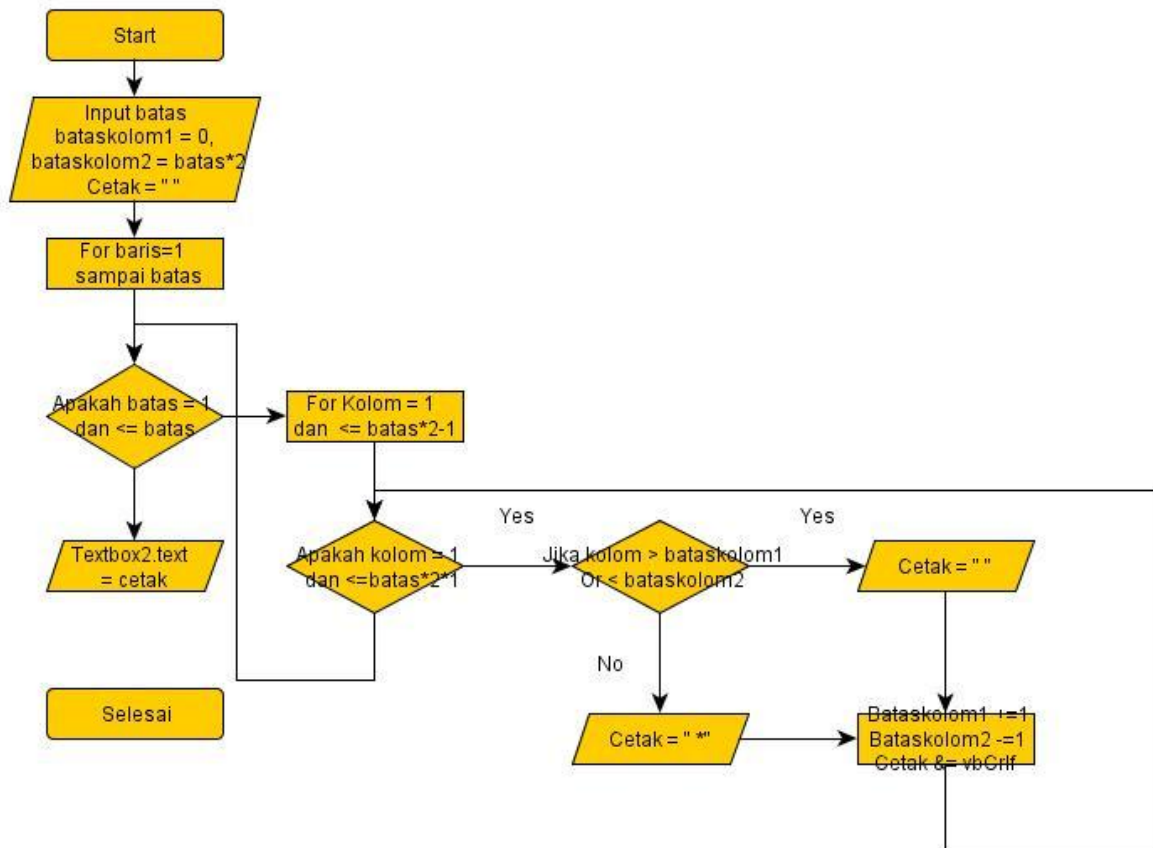 Start
Input batas
bataskolom1 = 0,
bataskolom2 = batas*2
Cetak = " "
For baris=1
sampai batas
Apakah batas = 1
dan <= batas
For Kolom = 1
dan <= batas*2-1
Textbox2.text
= cetak
Apakah kolom = 1
dan <=batas*2*1
Yes
Jika kolom > bataskolom1
Or < bataskolom2
Yes
Cetak = " "
No
Selesai
Cetak = " *"
Bataskolom1 +=1
Bataskolom2 -=1
Cetak &= vbCrlf